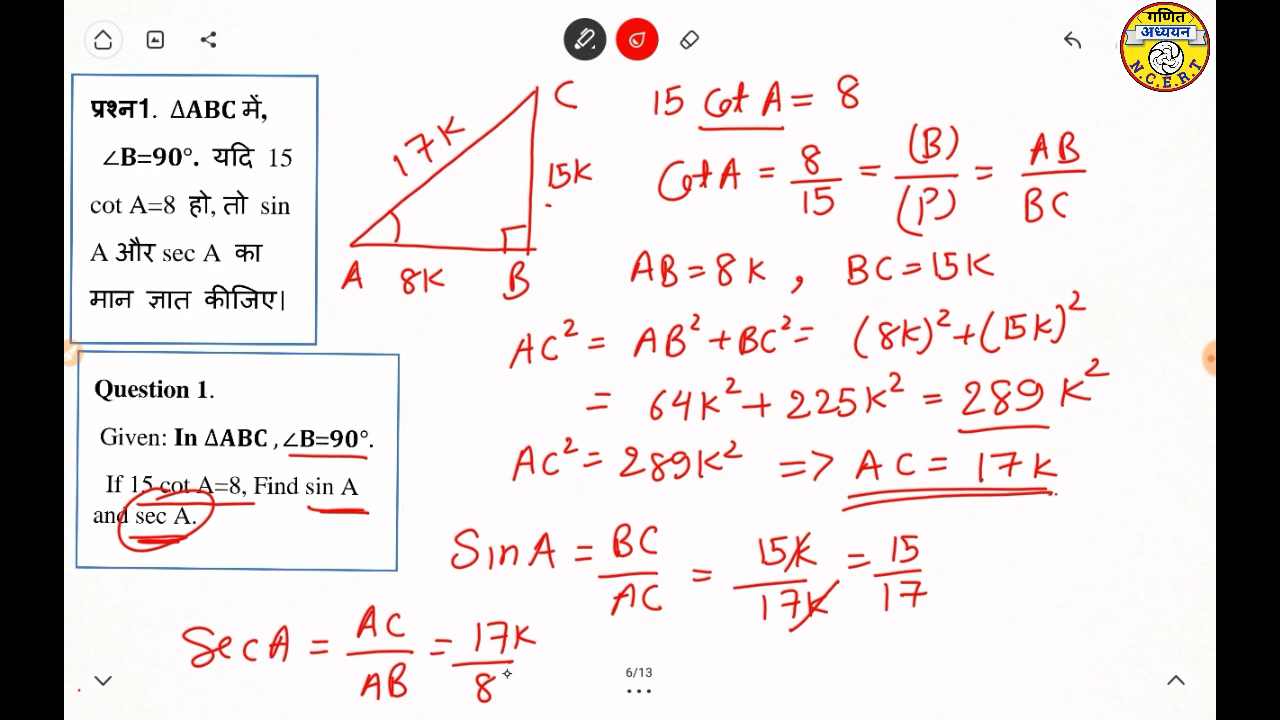 गणित
अध्ययन
N.C.E.R.T
प्रश्न1. ΔABC में,
∠B=90°. यदि 15
cot A=8 हो, तो sin
A और sec A का
मान ज्ञात कीजिए।
Question 1.
Given: In ΔABC ,∠B=90°.
If 15 cot A=8, Find sin A
and sec A.
C
17K
15K
A 8K B
15 Cot A = 8
Cot A = 8/15 = (B)/(P) = AB/BC
AB = 8K , BC = 15K
AC² = AB² + BC² = (8K)² + (15K)²
= 64K² + 225K² = 289 K²
AC² = 289K² => AC = 17K
Sin A = BC/AC = 15K/17K = 15/17
Sec A = AC/AB = 17K/8
6/13